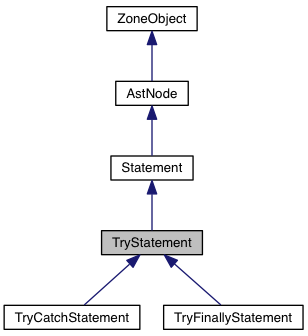 ZoneObject
AstNode
Statement
TryStatement
TryCatchStatement
TryFinallyStatement